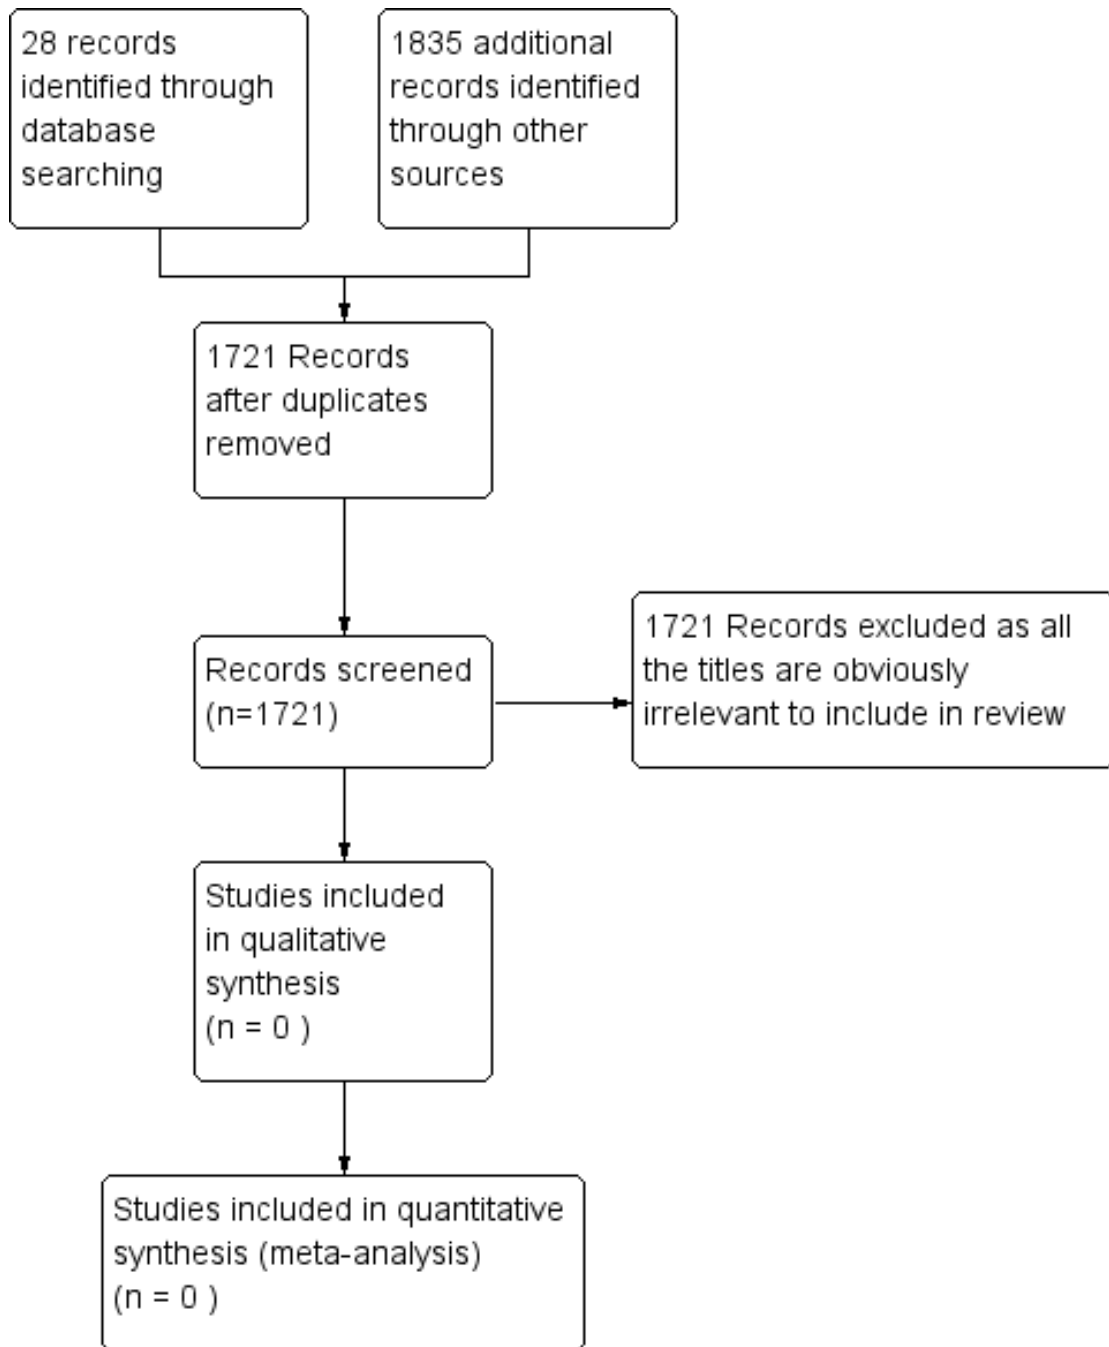 28 records
identified through
database
searching
1835 additional
records identified
through other
sources
1721 Records
after duplicates
removed
1721 Records excluded as all
the titles are obviously
irrelevant to include in review
Records screened
(n=1721)
Studies included
in qualitative
synthesis
(n = 0 )
Studies included in quantitative
synthesis (meta-analysis)
(n = 0 )